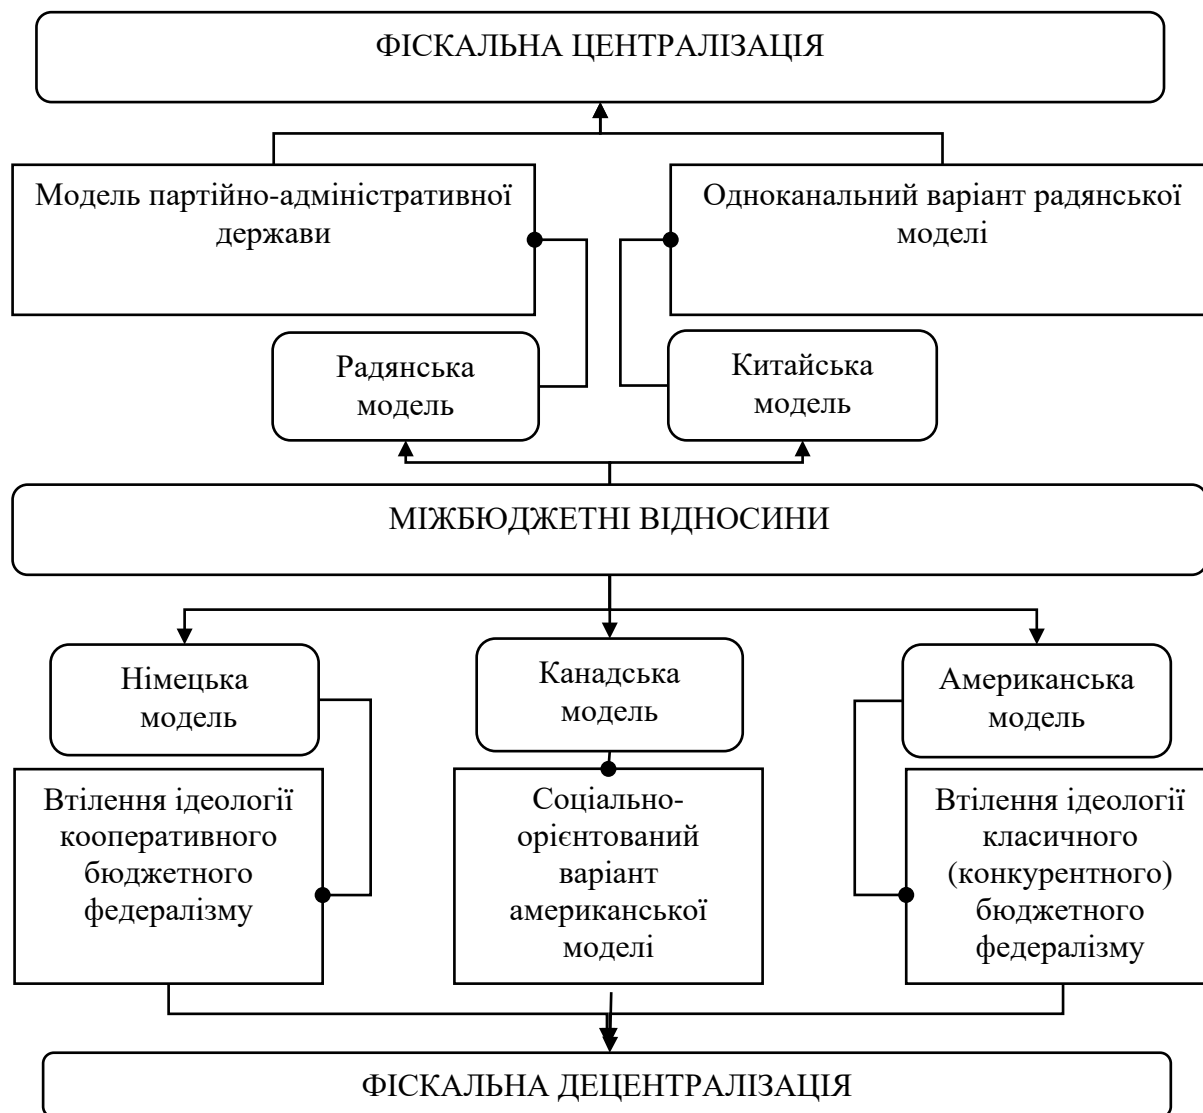 ФІСКАЛЬНА ЦЕНТРАЛІЗАЦІЯ
Модель партійно-адміністративної
держави
Одноканальний варіант радянської
моделі
Радянська
модель
Китайська
модель
МІЖБЮДЖЕТНІ ВІДНОСИНИ
Німецька
модель
Канадська
модель
Американська
модель
Втілення ідеології
кооперативного
бюджетного
федералізму
Соціально-
орієнтований
варіант
американської
моделі
Втілення ідеології
класичного
(конкурентного)
бюджетного
федералізму
ФІСКАЛЬНА ДЕЦЕНТРАЛІЗАЦІЯ